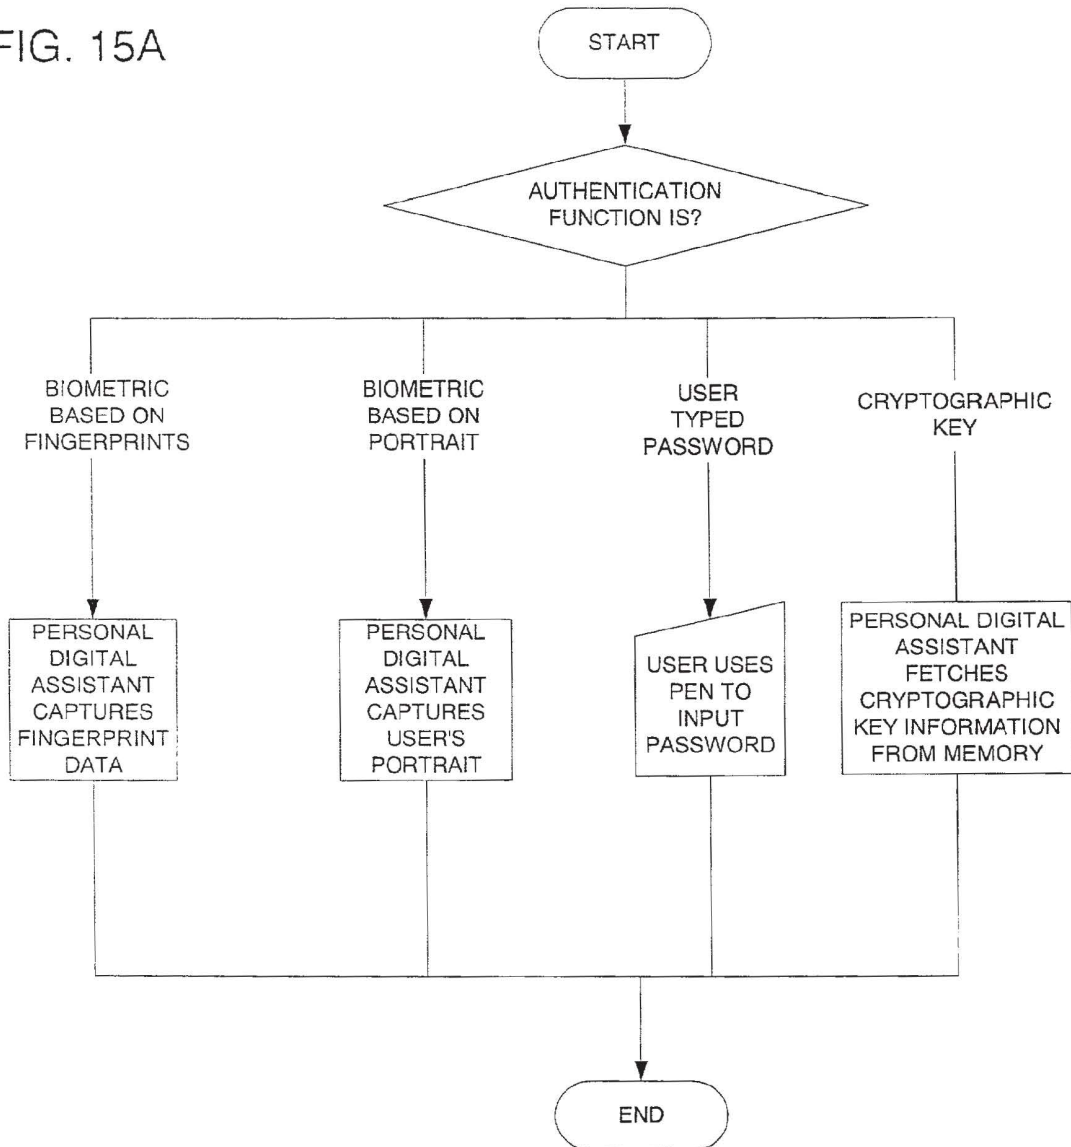 FIG. 15A
START
AUTHENTICATION
FUNCTION IS?
BIOMETRIC
BASED ON
FINGERPRINTS
BIOMETRIC
BASED ON
PORTRAIT
USER
TYPED
PASSWORD
CRYPTOGRAPHIC
KEY
PERSONAL
DIGITAL
ASSISTANT
CAPTURES
FINGERPRINT
DATA
PERSONAL
DIGITAL
ASSISTANT
CAPTURES
USER'S
PORTRAIT
USER USES
PEN TO
INPUT
PASSWORD
PERSONAL DIGITAL
ASSISTANT
FETCHES
CRYPTOGRAPHIC
KEY INFORMATION
FROM MEMORY
END